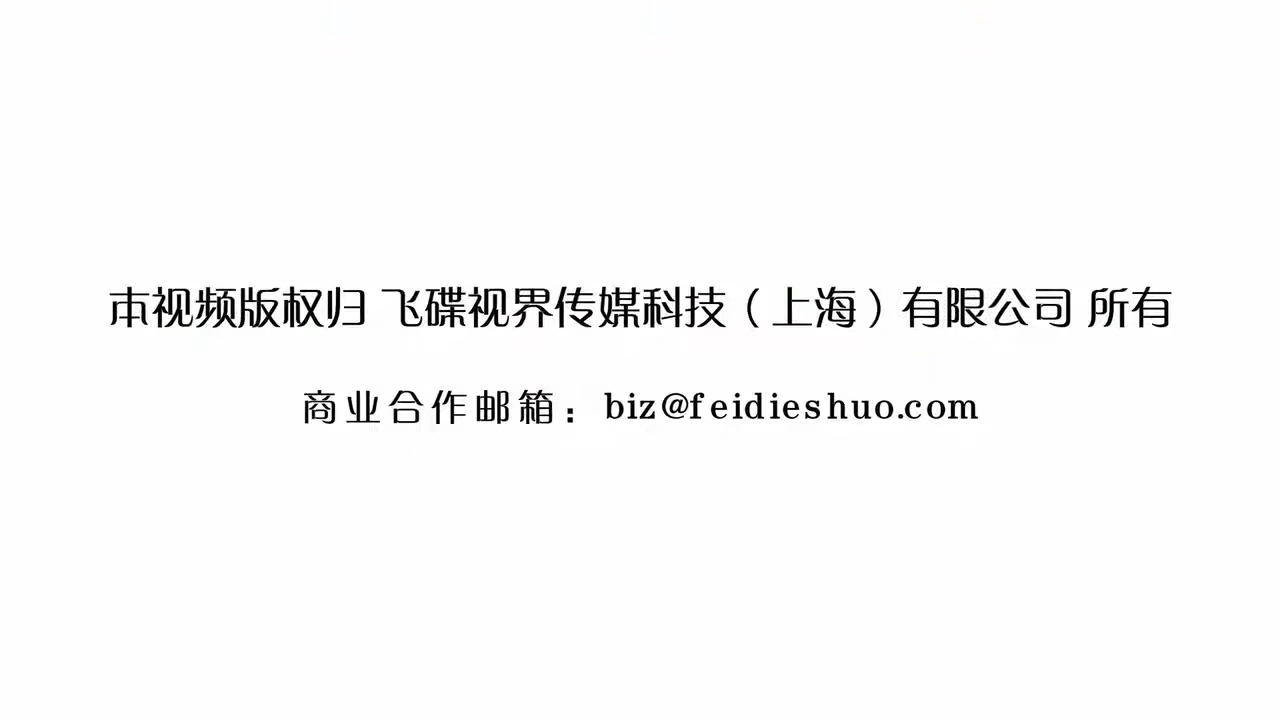 本视频版权归 飞碟视界传媒科技（上海）有限公司 所有
商业合作邮箱：biz@feidieshuo.com